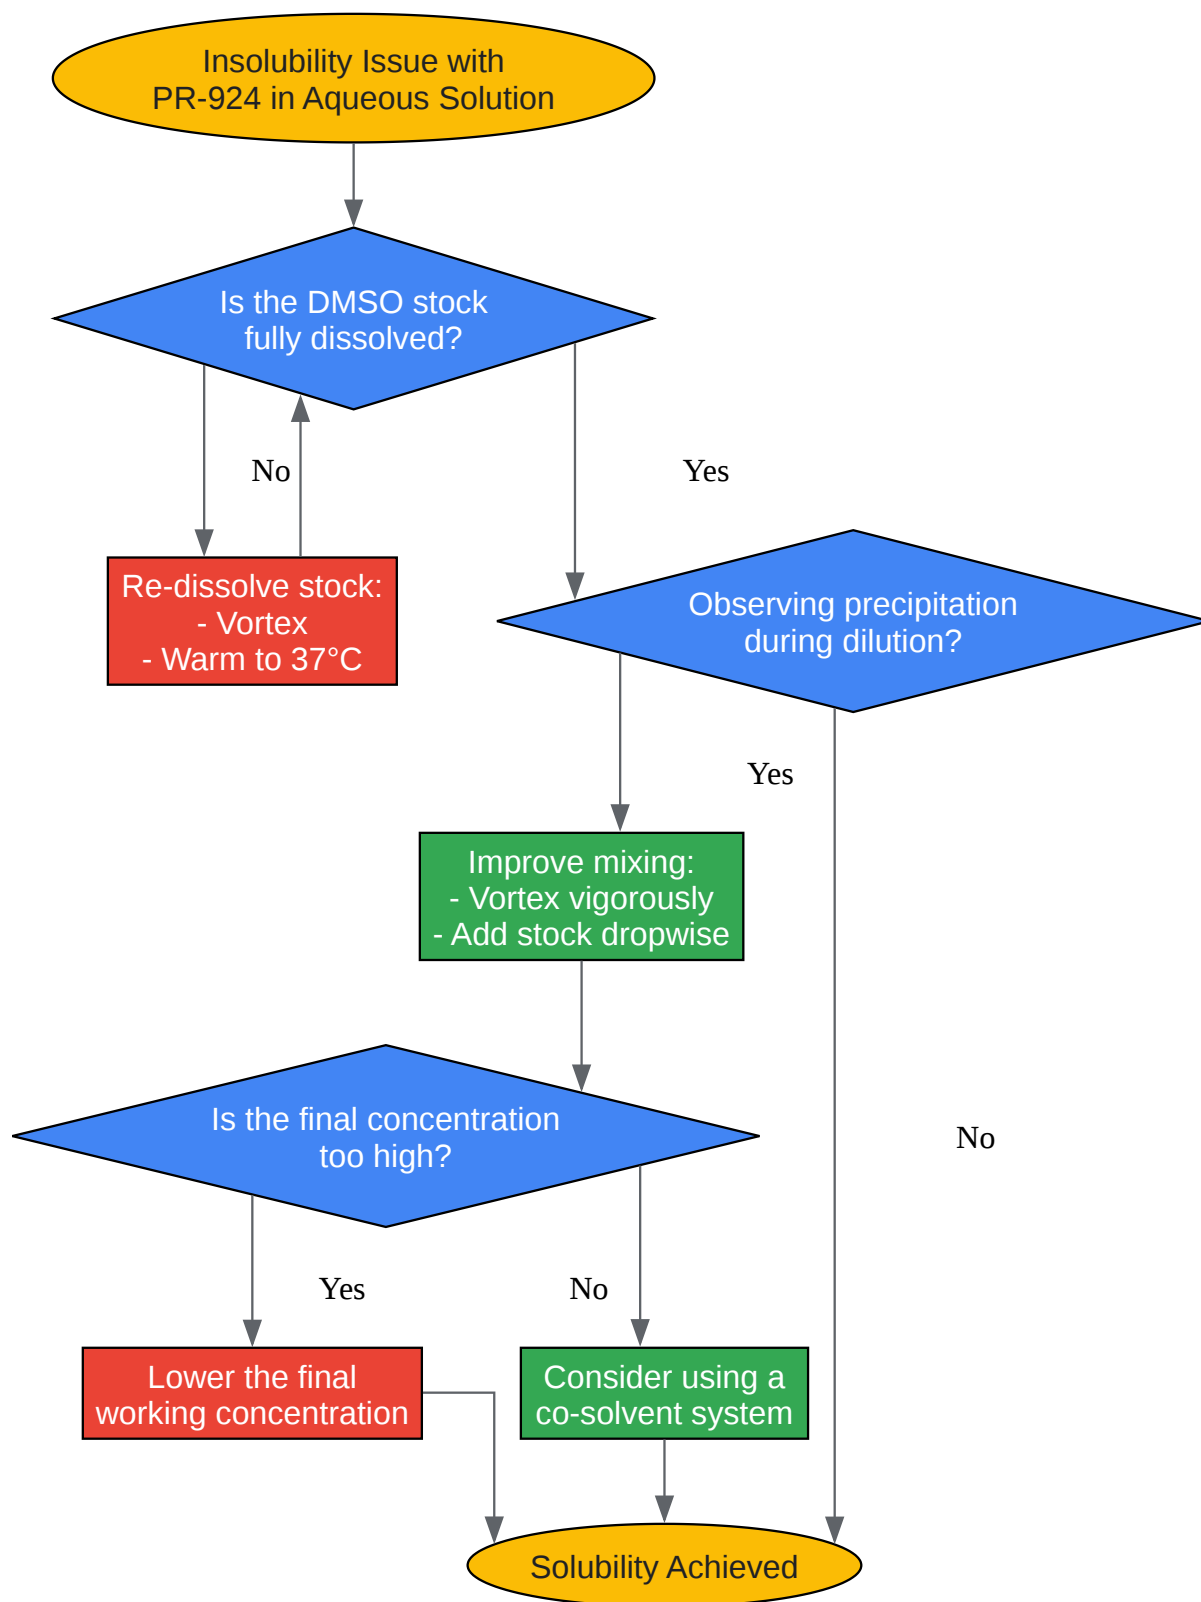 Insolubility Issue with
PR-924 in Aqueous Solution
Is the DMSO stock
fully dissolved?
No
Yes
Re-dissolve stock:
- Vortex
- Warm to 37°C
Observing precipitation
during dilution?
Yes
Improve mixing:
- Vortex vigorously
- Add stock dropwise
Is the final concentration
too high?
No
Yes
No
Lower the final
working concentration
Consider using a
co-solvent system
Solubility Achieved